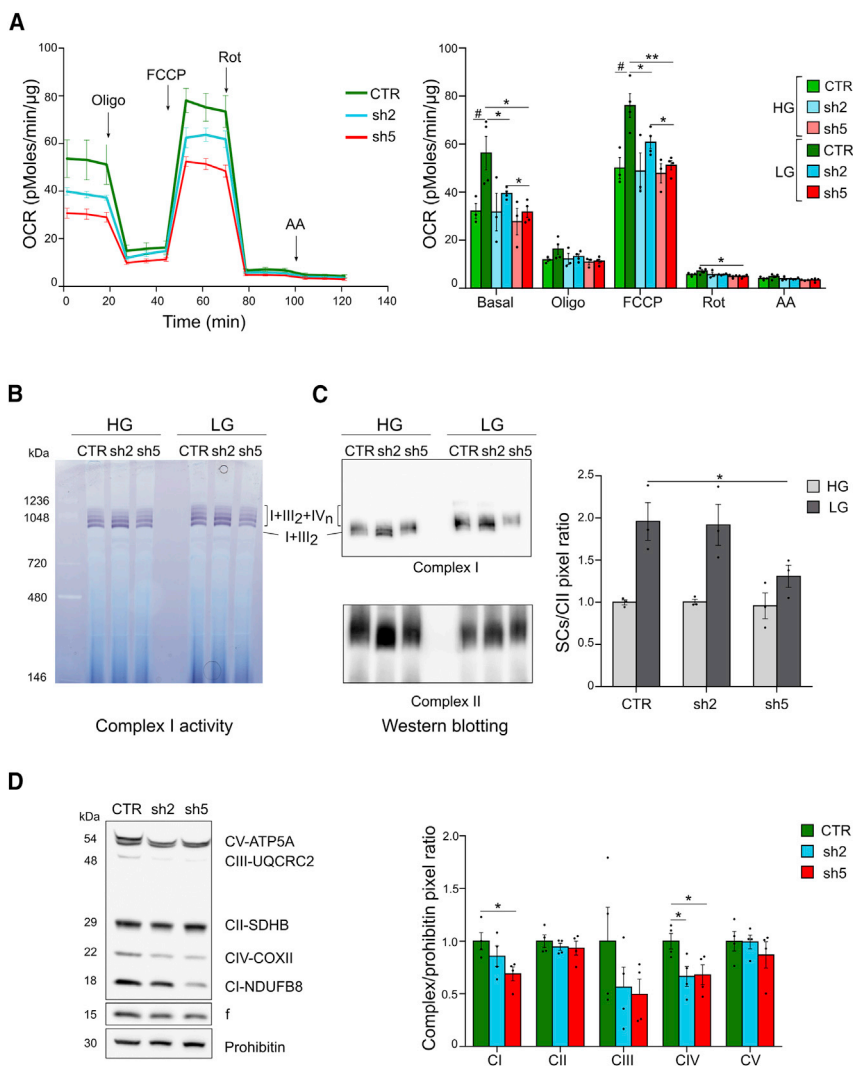 A
100
80
60
40
20
0
OCR (pMoles/min/µg)
0 20 40 60 80 100 120 140
Time (min)
Oligo
FCCP
Rot
AA
CTR
sh2
sh5
100
80
60
40
20
0
OCR (pMoles/min/µg)
# * *
*
# ** *
*
*
Basal Oligo FCCP Rot AA
HG
CTR
sh2
sh5
LG
CTR
sh2
sh5
B
HG LG
kDa CTR sh2 sh5 CTR sh2 sh5
1236
1048
720
480
146
I+III2+IVn
I+III2
Complex I activity
C
HG LG
CTR sh2 sh5 CTR sh2 sh5
Complex I
Complex II
Western blotting
2.5
2.0
1.5
1.0
0.5
0
SCs/CII pixel ratio
*
CTR sh2 sh5
HG
LG
D
kDa CTR sh2 sh5
54 CV-ATP5A
48 CIII-UQCRC2
29 CII-SDHB
22 CIV-COXII
18 CI-NDUFB8
15 f
30 Prohibitin
2.0
1.5
1.0
0.5
0.0
Complex/prohibitin pixel ratio
*
*
*
CI CII CIII CIV CV
CTR
sh2
sh5